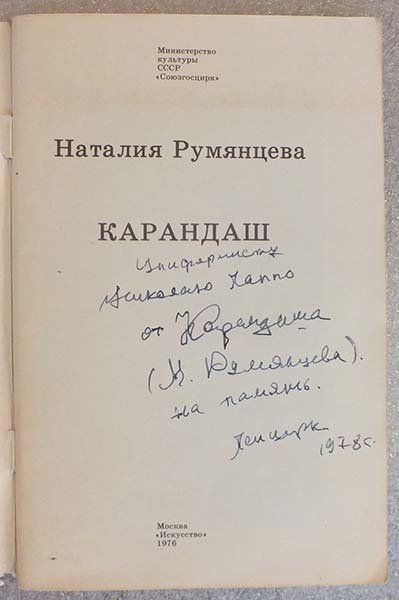 Министерство
культуры
СССР
«Союзгосцирк»
Наталия Румянцева
КАРАНДАШ
Униформисту
Николаю Каппо
от Карандаша
(М. Румянцева).
на память.
Ленцирк
1978г.
Москва
«Искусство»
1976